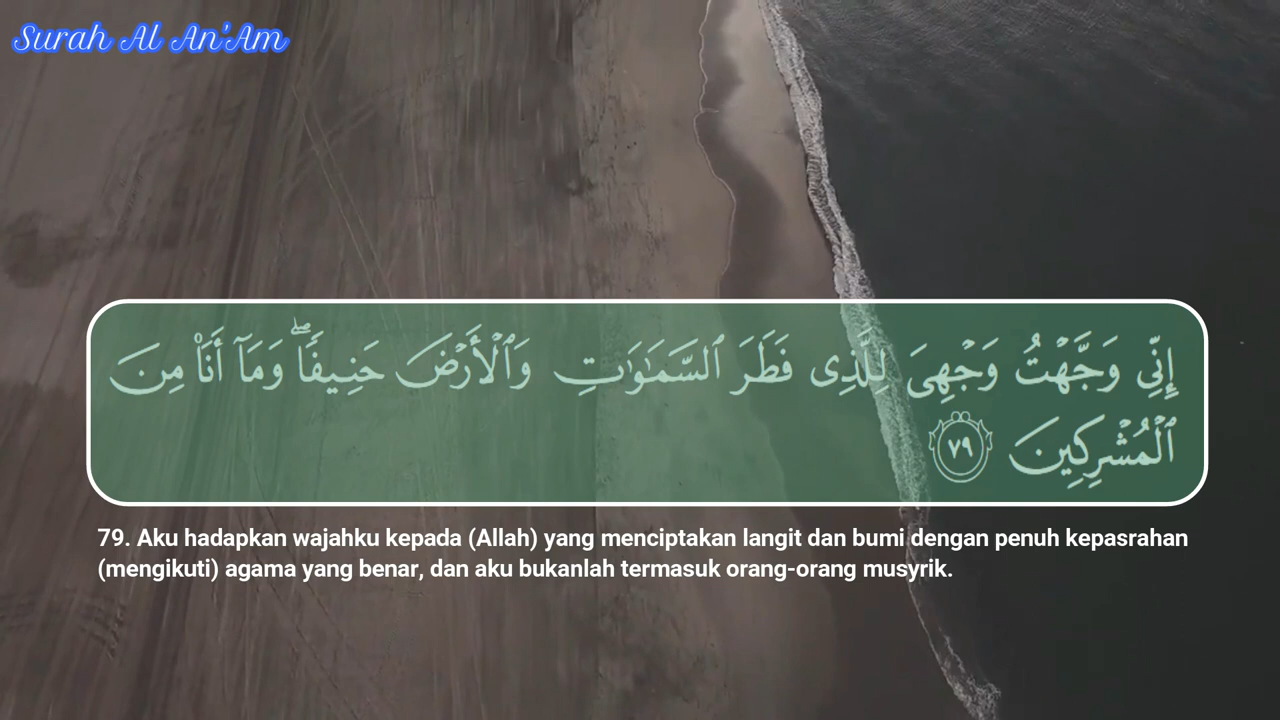 Surah Al An'Am
إِنِّى وَجَّهْتُ وَجْهِىَ لِلَّذِى فَطَرَ ٱلسَّمَـٰوَٰتِ وَٱلْأَرْضَ حَنِيفًۭا ۖ وَمَآ أَنَا۠ مِنَ
ٱلْمُشْرِكِينَ ٧٩
79. Aku hadapkan wajahku kepada (Allah) yang menciptakan langit dan bumi dengan penuh kepasrahan
(mengikuti) agama yang benar, dan aku bukanlah termasuk orang-orang musyrik.